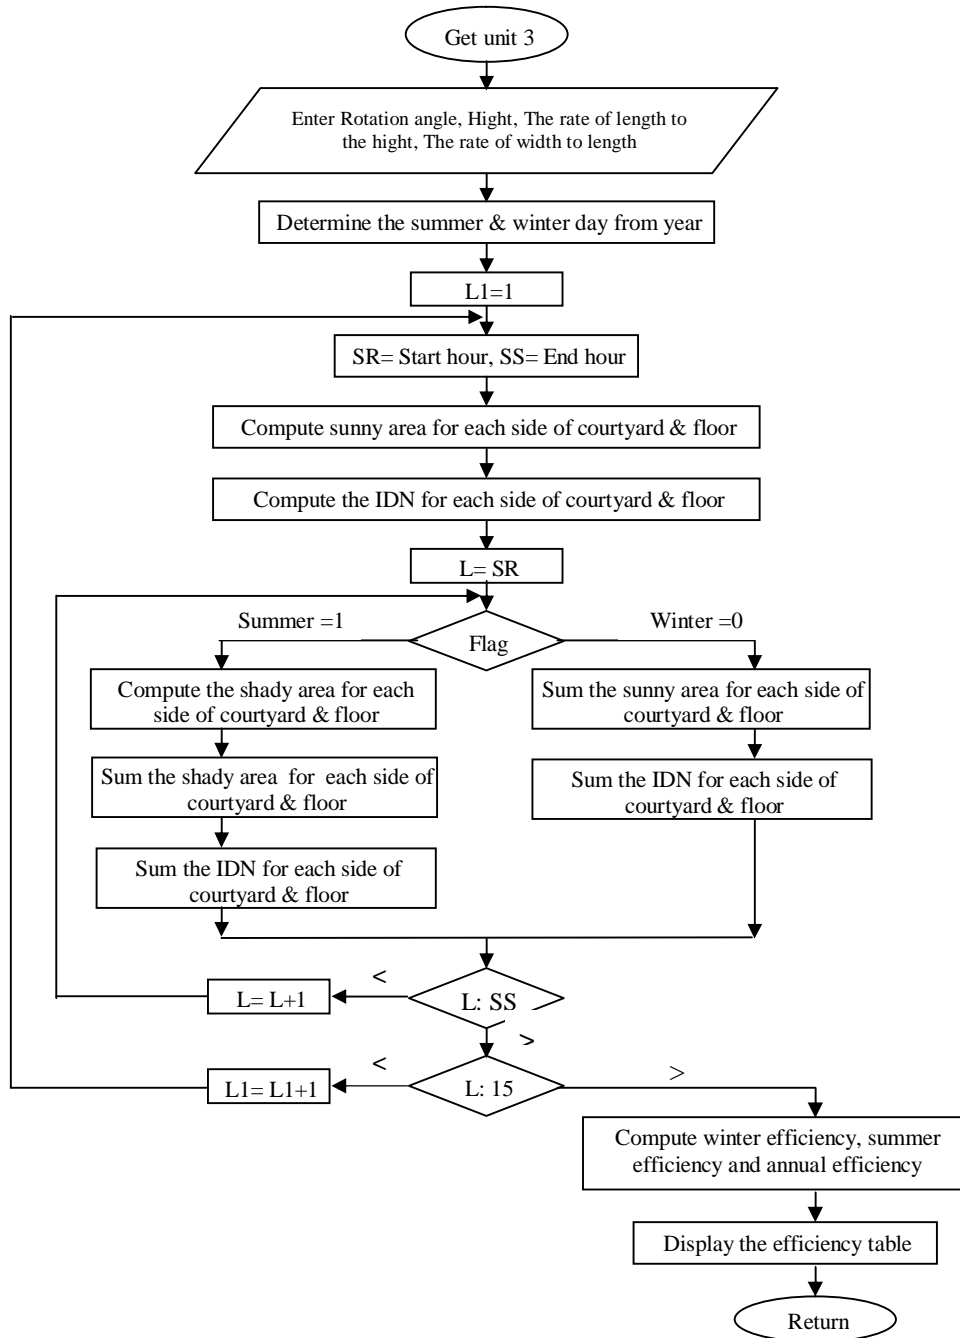 Get unit 3
Enter Rotation angle, Hight, The rate of length to
the hight, The rate of width to length
Determine the summer & winter day from year
L1=1
SR= Start hour, SS= End hour
Compute sunny area for each side of courtyard & floor
Compute the IDN for each side of courtyard & floor
L= SR
Summer =1
Flag
Winter =0
Compute the shady area for each
side of courtyard & floor
Sum the shady area for each side of
courtyard & floor
Sum the IDN for each side of
courtyard & floor
Sum the sunny area for each side of
courtyard & floor
Sum the IDN for each side of
courtyard & floor
L= L+1
<
L: SS
>
L1= L1+1
<
L: 15
>
Compute winter efficiency, summer
efficiency and annual efficiency
Display the efficiency table
Return